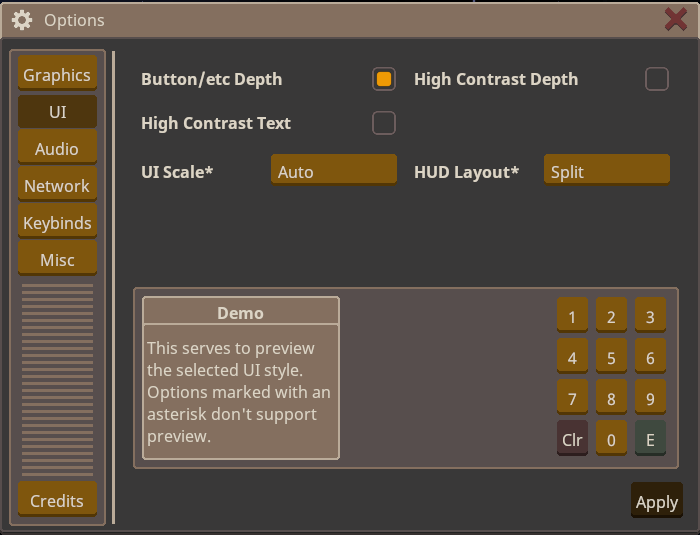 Options
Graphics
UI
Audio
Network
Keybinds
Misc
Credits
Button/etc Depth
High Contrast Depth
High Contrast Text
UI Scale* Auto
HUD Layout* Split
Demo
This serves to preview
the selected UI style.
Options marked with an
asterisk don't support
preview.
1 2 3
4 5 6
7 8 9
Clr 0 E
Apply